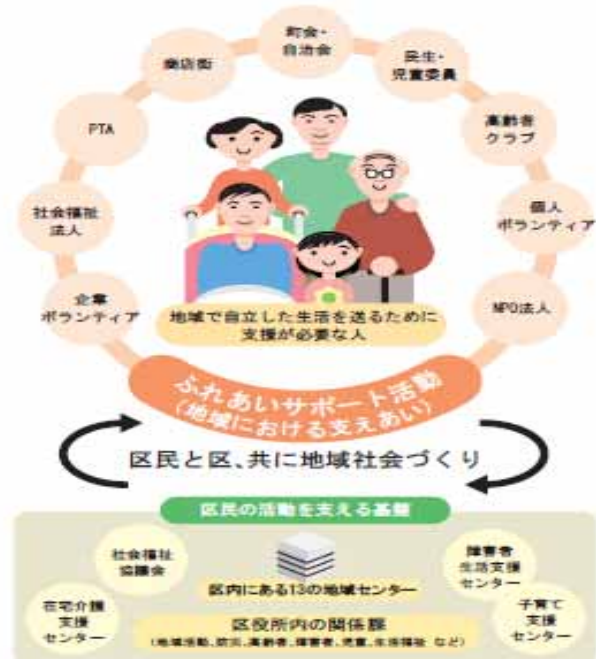 町会・
自治会
商店街
民生・
児童委員
PTA
高齢者
クラブ
社会福祉
法人
個人
ボランティア
企業
ボランティア
NPO法人
地域で自立した生活を送るために
支援が必要な人
ふれあいサポート活動
(地域における支えあい)
区民と区、共に地域社会づくり
区民の活動を支える基盤
社会福祉
協議会
障害者
生活支援
センター
区内にある13の地域センター
在宅介護
支援
センター
子育て
支援
センター
区役所内の関係課
(地域活動、防災、高齢者、障害者、児童、生活福祉 など)